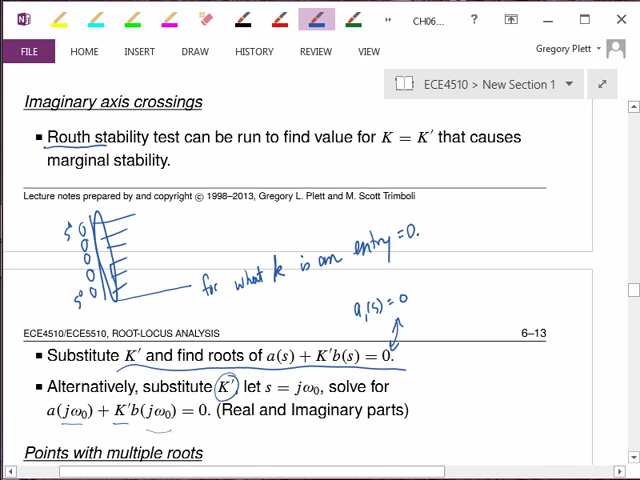 CH06...
FILE HOME INSERT DRAW HISTORY REVIEW VIEW
Gregory Plett
ECE4510 > New Section 1
Imaginary axis crossings
▪ Routh stability test can be run to find value for K = K′ that causes
marginal stability.
Lecture notes prepared by and copyright © 1998–2013, Gregory L. Plett and M. Scott Trimboli
for what k is an entry = 0.
a₁(s) = 0
ECE4510/ECE5510, ROOT-LOCUS ANALYSIS 6–13
▪ Substitute K′ and find roots of a(s) + K′b(s) = 0.
▪ Alternatively, substitute K′, let s = jω₀, solve for
a(jω₀) + K′b(jω₀) = 0. (Real and Imaginary parts)
Points with multiple roots